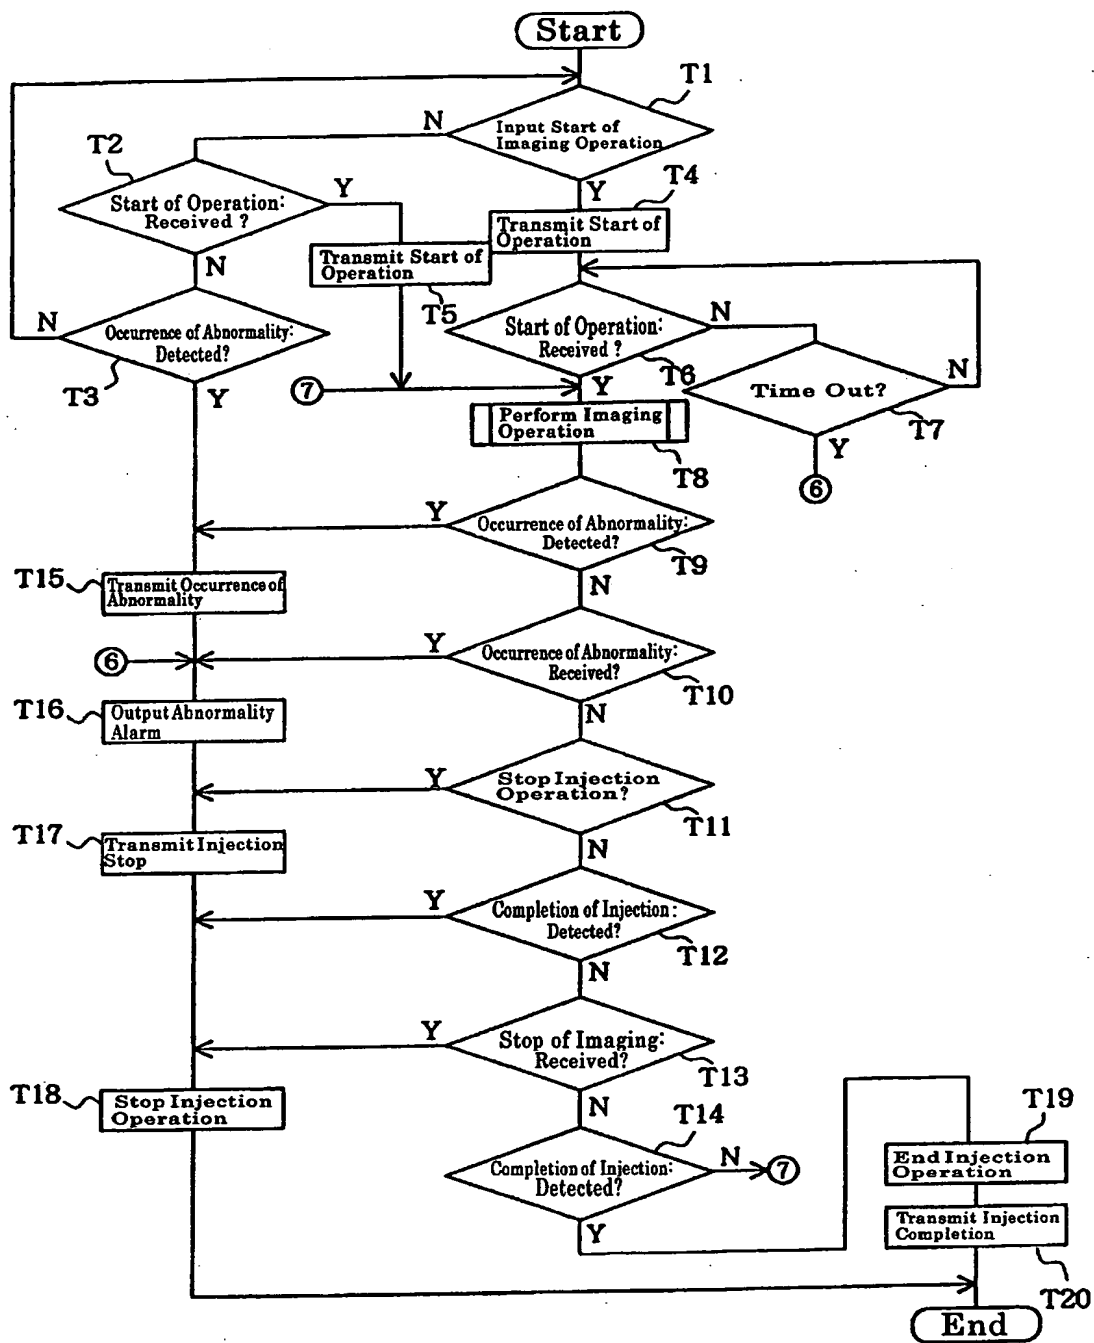 Start
T1
Input Start of
Imaging Operation
N
Y
T2
Start of Operation:
Received ?
Y
N
T4
Transmit Start of
Operation
Transmit Start of
Operation
T5
N
Occurrence of Abnormality:
Detected?
T3
Y
Start of Operation:
Received ?
N
T6
Y
Time Out?
N
T7
Y
6
7
Perform Imaging
Operation
T8
Y
Occurrence of Abnormality:
Detected?
T9
N
T15
Transmit Occurrence of
Abnormality
6
Y
Occurrence of Abnormality:
Received?
T10
N
T16
Output Abnormality
Alarm
Y
Stop Injection
Operation?
T11
N
T17
Transmit Injection
Stop
Y
Completion of Injection:
Detected?
T12
N
Y
Stop of Imaging:
Received?
T13
N
T18
Stop Injection
Operation
T14
Completion of Injection:
Detected?
N
7
Y
T19
End Injection
Operation
Transmit Injection
Completion
T20
End